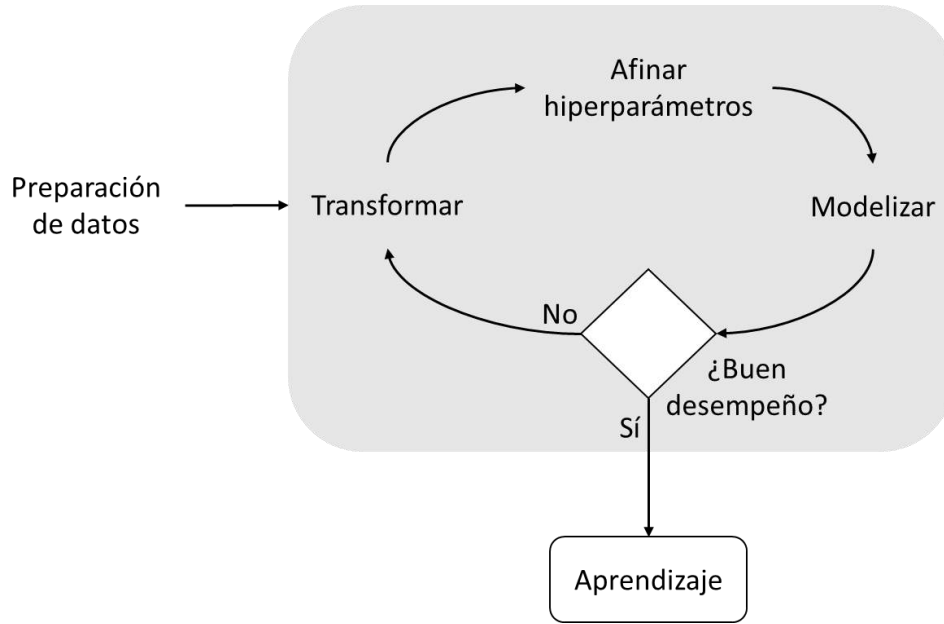 Preparación
de datos
Transformar
Afinar
hiperparámetros
Modelizar
¿Buen
desempeño?
No
Sí
Aprendizaje